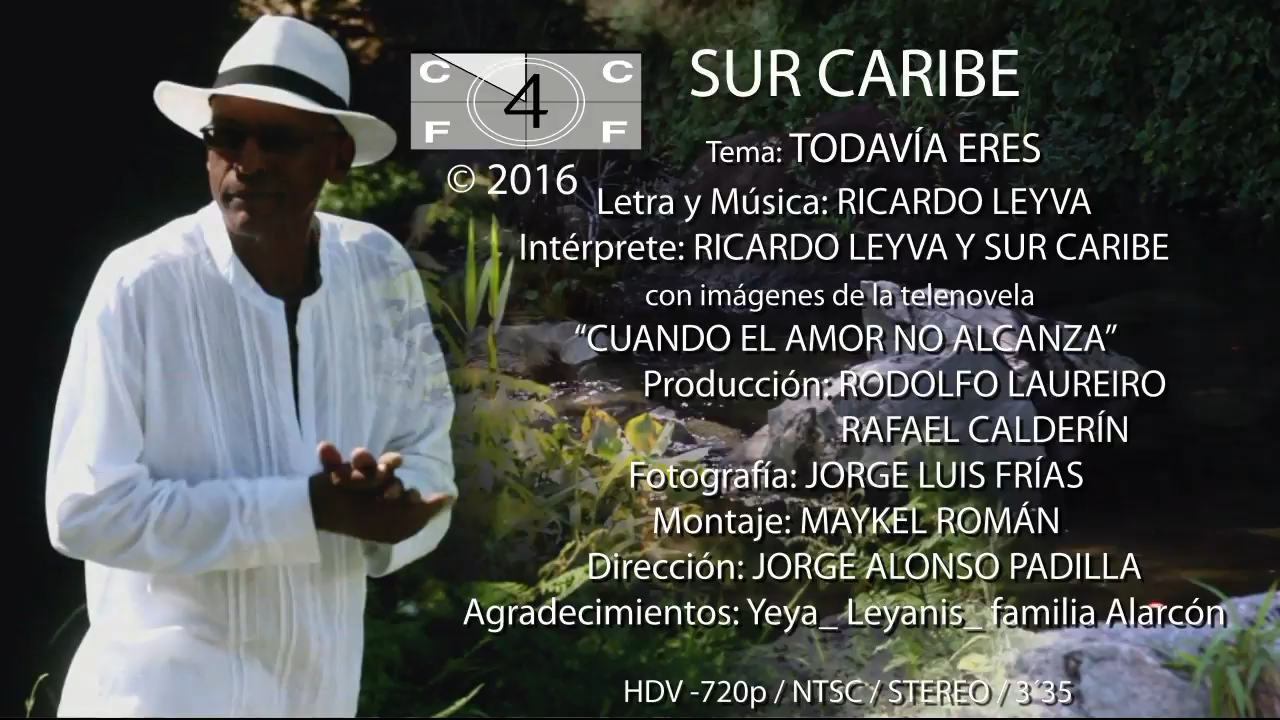 C C
4
F F
© 2016
SUR CARIBE
Tema: TODAVÍA ERES
Letra y Música: RICARDO LEYVA
Intérprete: RICARDO LEYVA Y SUR CARIBE
con imágenes de la telenovela
“CUANDO EL AMOR NO ALCANZA”
Producción: RODOLFO LAUREIRO
RAFAEL CALDERÍN
Fotografía: JORGE LUIS FRÍAS
Montaje: MAYKEL ROMÁN
Dirección: JORGE ALONSO PADILLA
Agradecimientos: Yeya_ Leyanis_ familia Alarcón
HDV -720p / NTSC / STEREO / 3´35